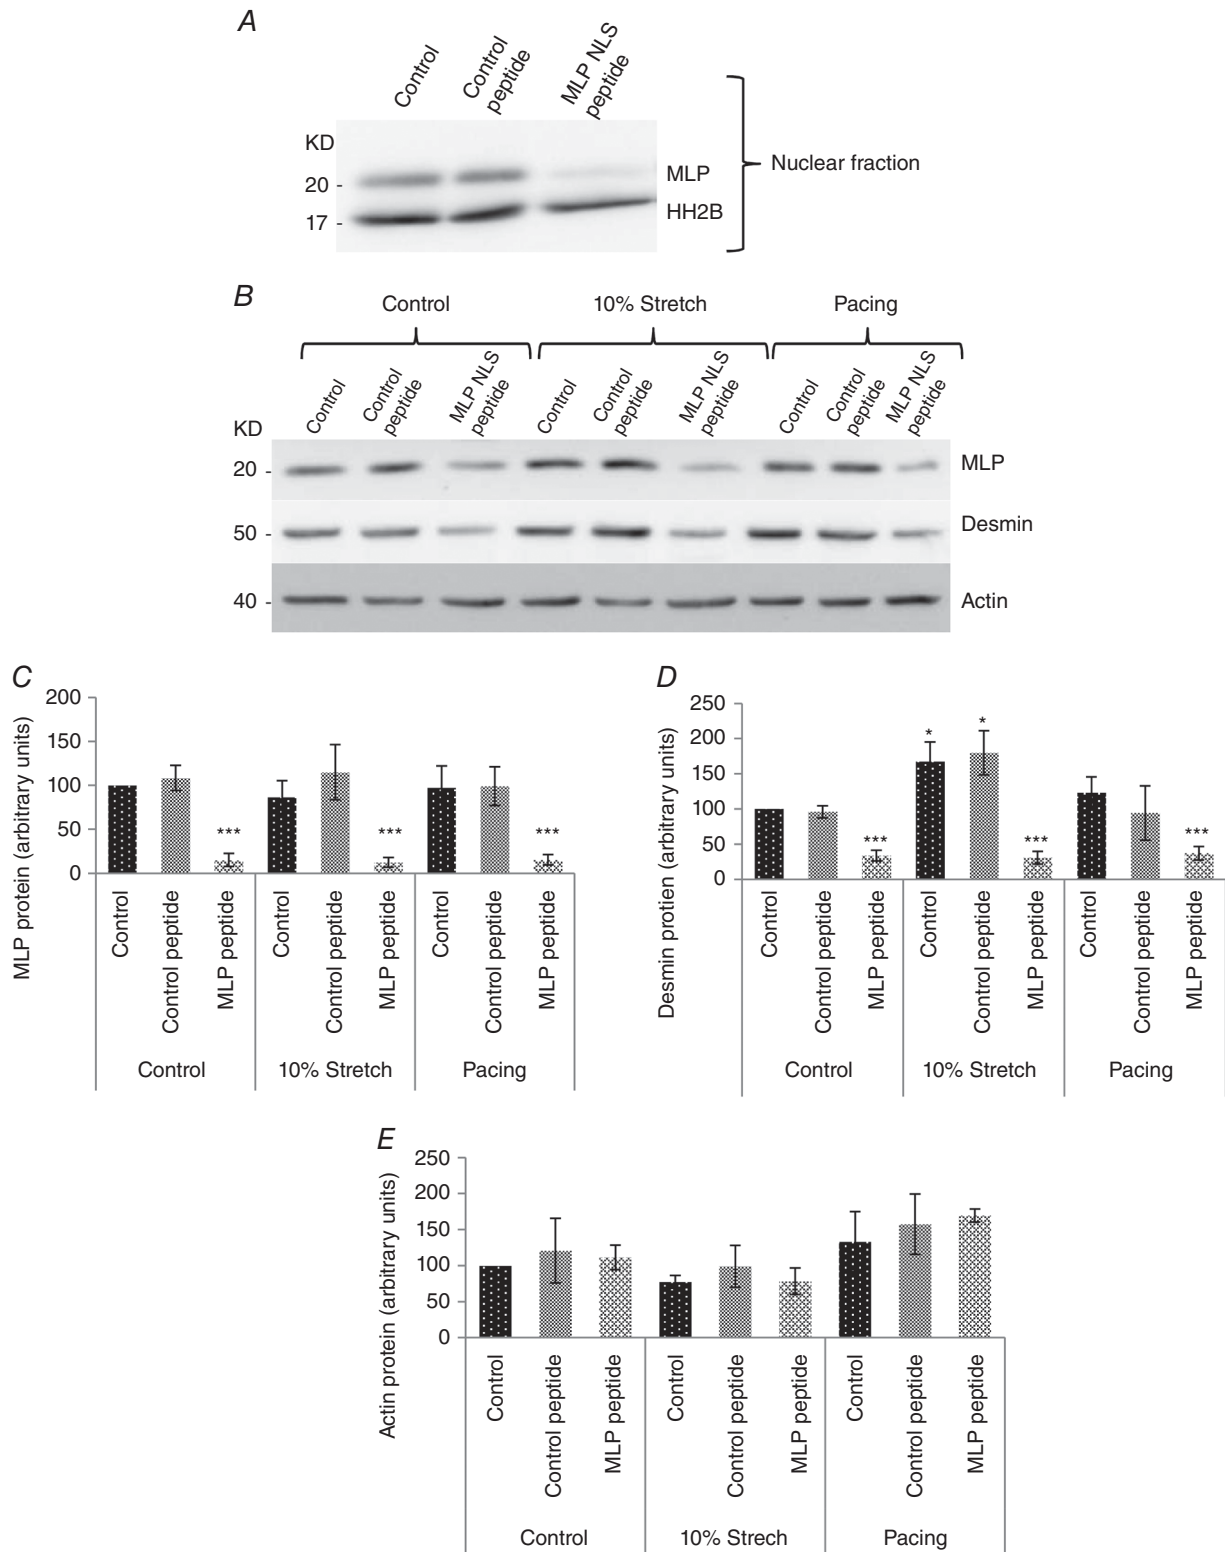 A
Control
Control
peptide
MLP NLS
peptide
KD
20 -
17 -
MLP
HH2B
Nuclear fraction
B
Control
10% Stretch
Pacing
Control
Control
peptide
MLP NLS
peptide
Control
Control
peptide
MLP NLS
peptide
Control
Control
peptide
MLP NLS
peptide
KD
20 -
50 -
40 -
MLP
Desmin
Actin
C
MLP protein (arbitrary units)
200
150
100
50
0
***
***
***
Control
Control peptide
MLP peptide
Control
Control peptide
MLP peptide
Control
Control peptide
MLP peptide
Control
10% Stretch
Pacing
D
Desmin protien (arbitrary units)
250
200
150
100
50
0
***
*
*
***
***
Control
Control peptide
MLP peptide
Control
Control peptide
MLP peptide
Control
Control peptide
MLP peptide
Control
10% Stretch
Pacing
E
Actin protein (arbitrary units)
250
200
150
100
50
0
Control
Control peptide
MLP peptide
Control
Control peptide
MLP peptide
Control
Control peptide
MLP peptide
Control
10% Strech
Pacing